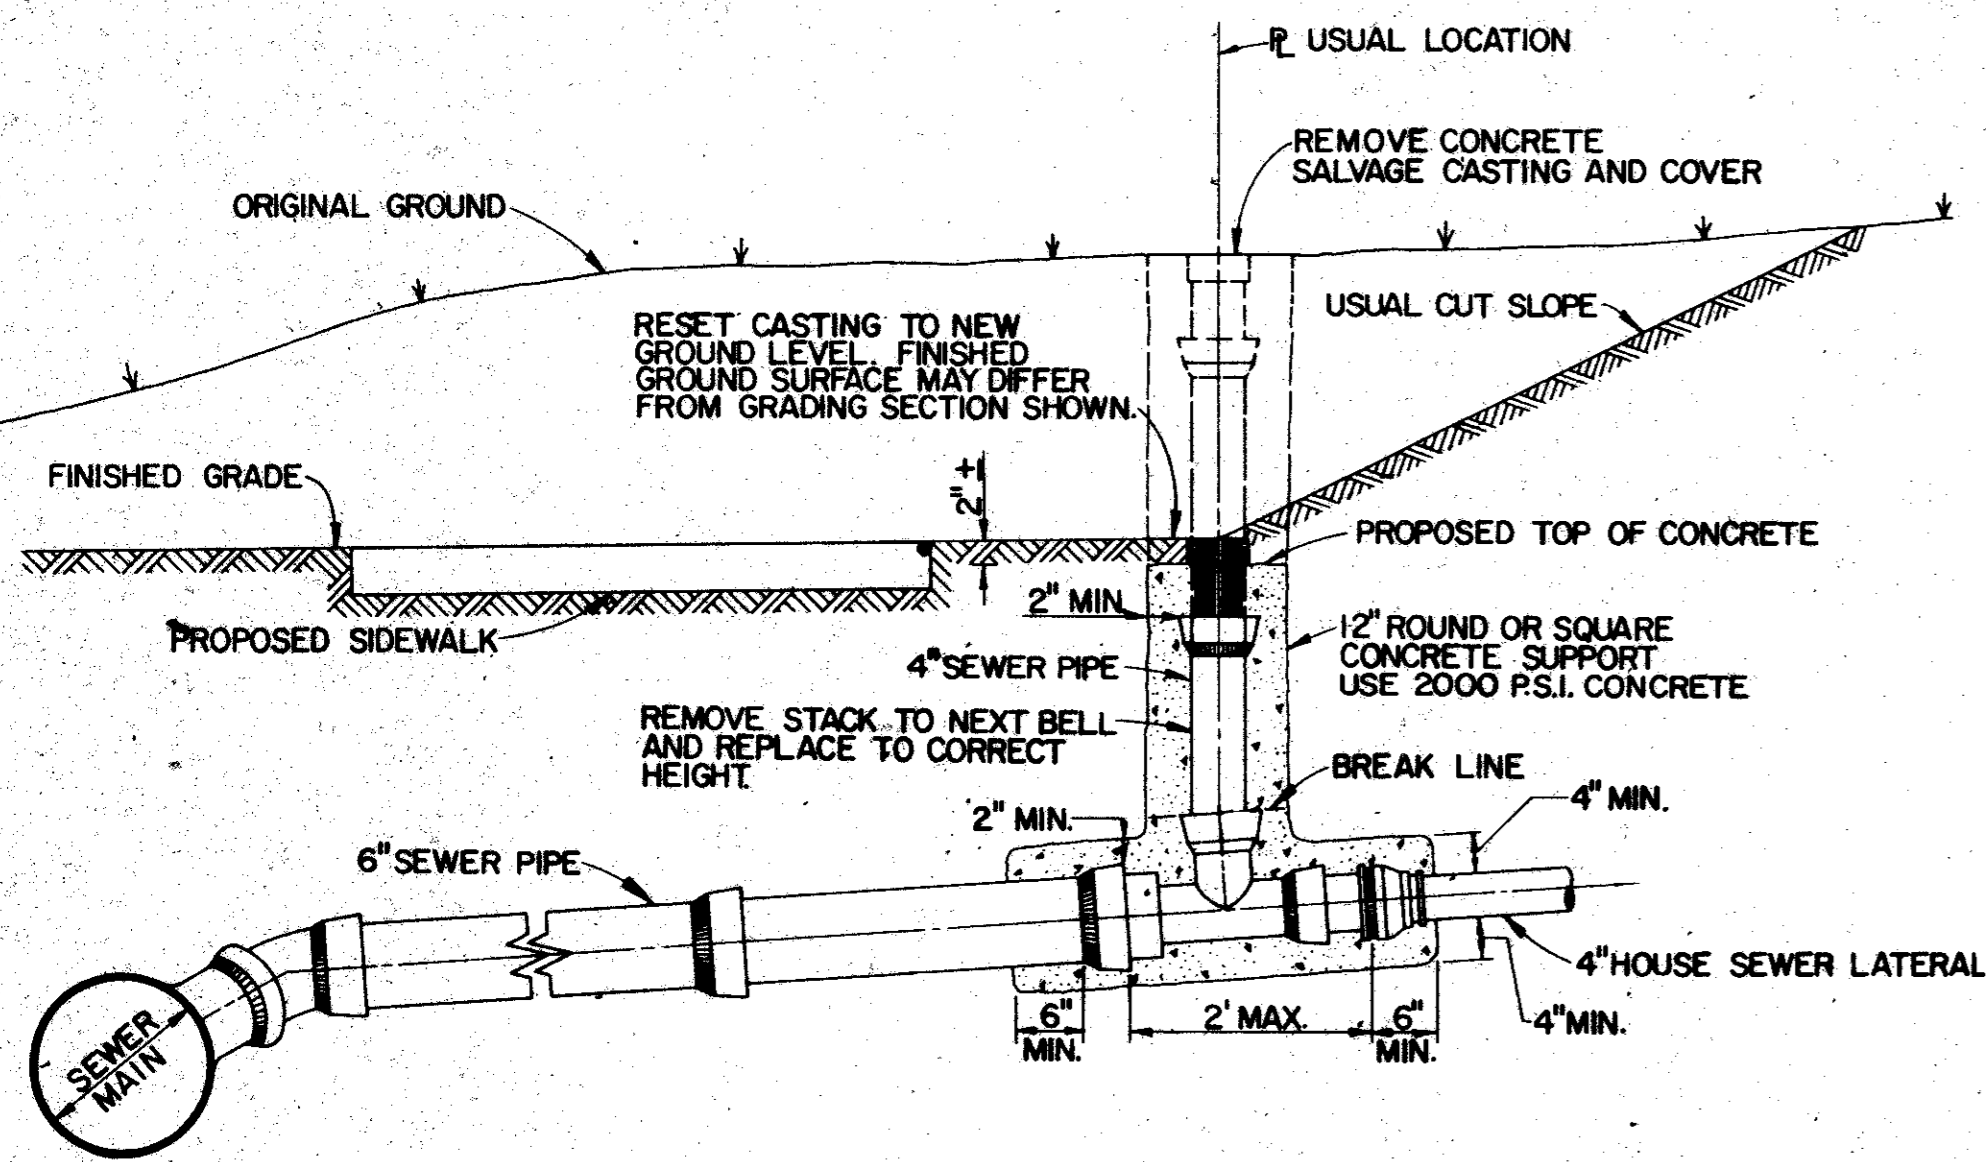 ℄ USUAL LOCATION
REMOVE CONCRETE
SALVAGE CASTING AND COVER
ORIGINAL GROUND
USUAL CUT SLOPE
RESET CASTING TO NEW
GROUND LEVEL. FINISHED
GROUND SURFACE MAY DIFFER
FROM GRADING SECTION SHOWN.
FINISHED GRADE
2" ±
PROPOSED TOP OF CONCRETE
2" MIN.
PROPOSED SIDEWALK
12" ROUND OR SQUARE
CONCRETE SUPPORT
USE 2000 P.S.I. CONCRETE
4" SEWER PIPE
REMOVE STACK TO NEXT BELL
AND REPLACE TO CORRECT
HEIGHT.
BREAK LINE
4" MIN.
2" MIN.
6" SEWER PIPE
4" HOUSE SEWER LATERAL
6"
MIN.
2' MAX.
6"
MIN.
4" MIN.
SEWER
MAIN